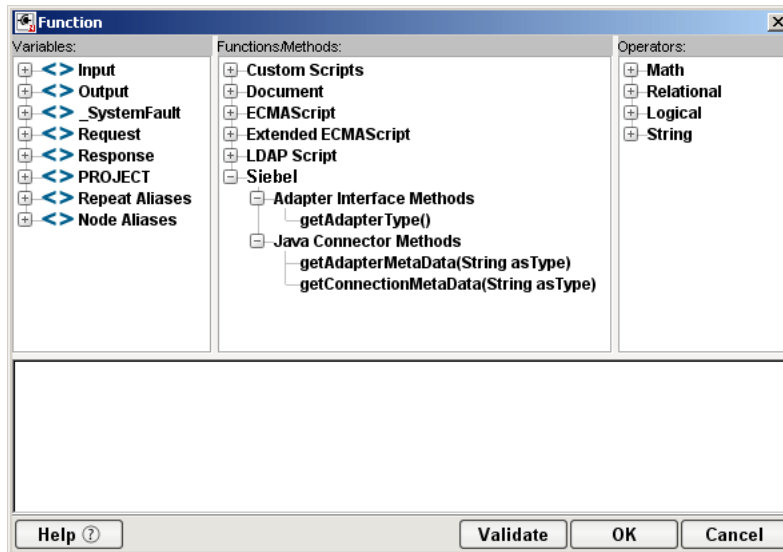 Function
Variables:
Input
Output
_SystemFault
Request
Response
PROJECT
Repeat Aliases
Node Aliases
Functions/Methods:
Custom Scripts
Document
ECMAScript
Extended ECMAScript
LDAP Script
Siebel
Adapter Interface Methods
getAdapterType()
Java Connector Methods
getAdapterMetaData(String asType)
getConnectionMetaData(String asType)
Operators:
Math
Relational
Logical
String
Help ?
Validate
OK
Cancel